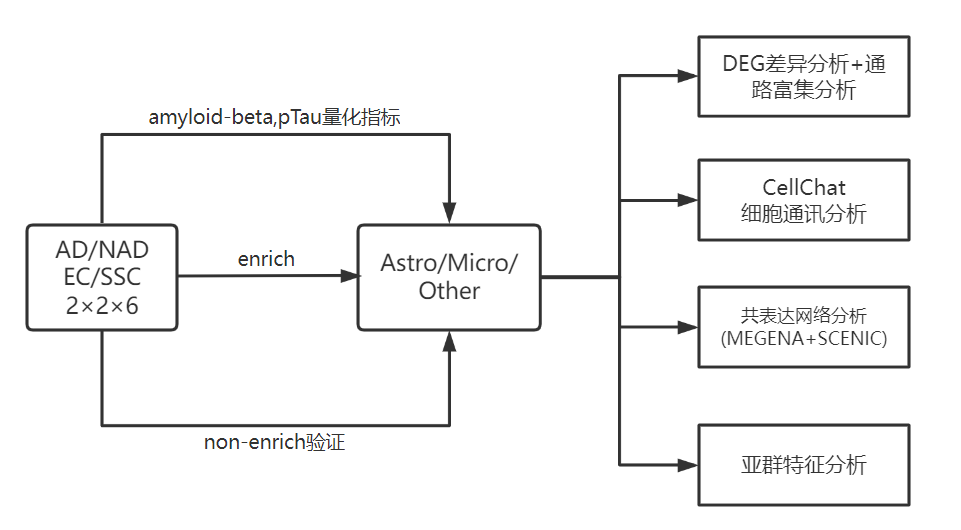 amyloid-beta,pTau量化指标
AD/NAD
EC/SSC
2×2×6
enrich
non-enrich验证
Astro/Micro/
Other
DEG差异分析+通
路富集分析
CellChat
细胞通讯分析
共表达网络分析
(MEGENA+SCENIC)
亚群特征分析